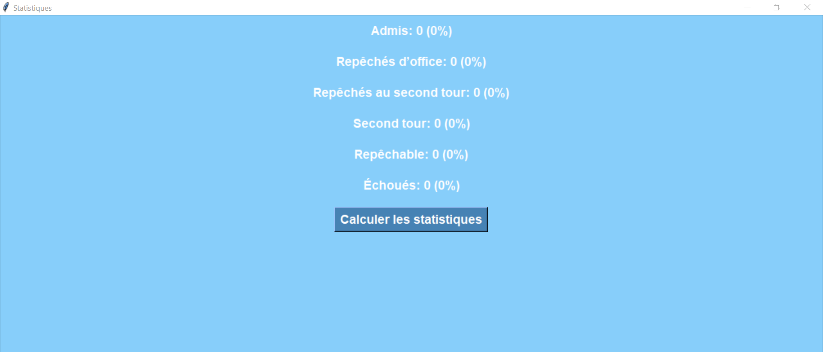 Statistiques
Admis: 0 (0%)
Repêchés d'office: 0 (0%)
Repêchés au second tour: 0 (0%)
Second tour: 0 (0%)
Repêchable: 0 (0%)
Échoués: 0 (0%)
Calculer les statistiques